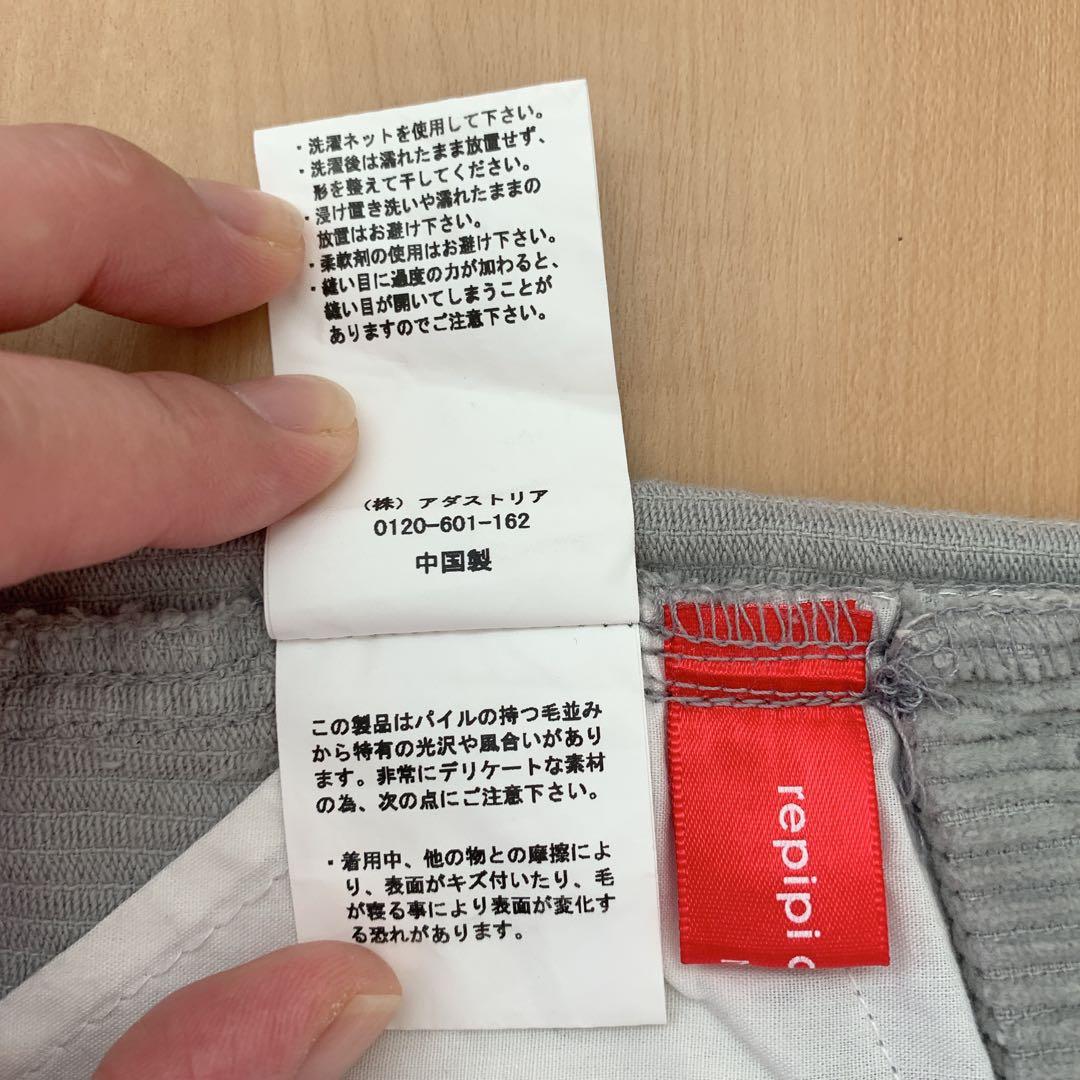 ・洗濯ネットを使用して下さい。
・洗濯後は濡れたまま放置せず、
形を整えて干してください。
・浸け置き洗いや濡れたままの
放置はお避け下さい。
・柔軟剤の使用はお避け下さい。
・縫い目に過度の力が加わると、
縫い目が開いてしまうことが
ありますのでご注意下さい。
（株）アダストリア
0120-601-162
中国製
この製品はパイルの持つ毛並み
から特有の光沢や風合いがあり
ます。非常にデリケートな素材
の為、次の点にご注意下さい。
・着用中、他の物との摩擦によ
り、表面がキズ付いたり、毛
が寝る事により表面が変化す
る恐れがあります。
repipi